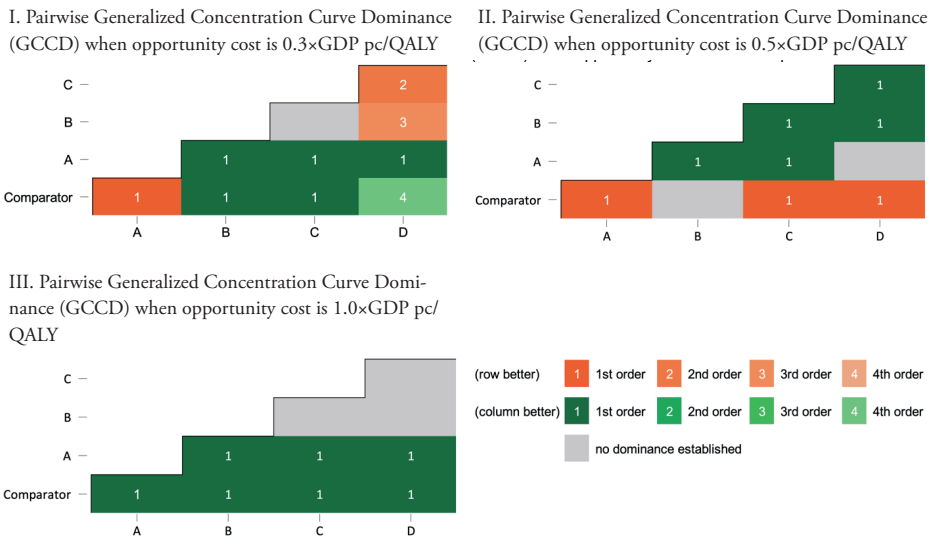 I. Pairwise Generalized Concentration Curve Dominance
(GCCD) when opportunity cost is 0.3×GDP pc/QALY
C
2
B
3
A
1 1 1
Comparator
1 1 1 4
A B C D
II. Pairwise Generalized Concentration Curve Dominance
(GCCD) when opportunity cost is 0.5×GDP pc/QALY
C
1
B
1 1
A
1 1
Comparator
1 1 1
A B C D
III. Pairwise Generalized Concentration Curve Domi-
nance (GCCD) when opportunity cost is 1.0×GDP pc/
QALY
C
B
A
1 1 1
Comparator
1 1 1 1
A B C D
(row better) 1 1st order 2 2nd order 3 3rd order 4 4th order
(column better) 1 1st order 2 2nd order 3 3rd order 4 4th order
no dominance established